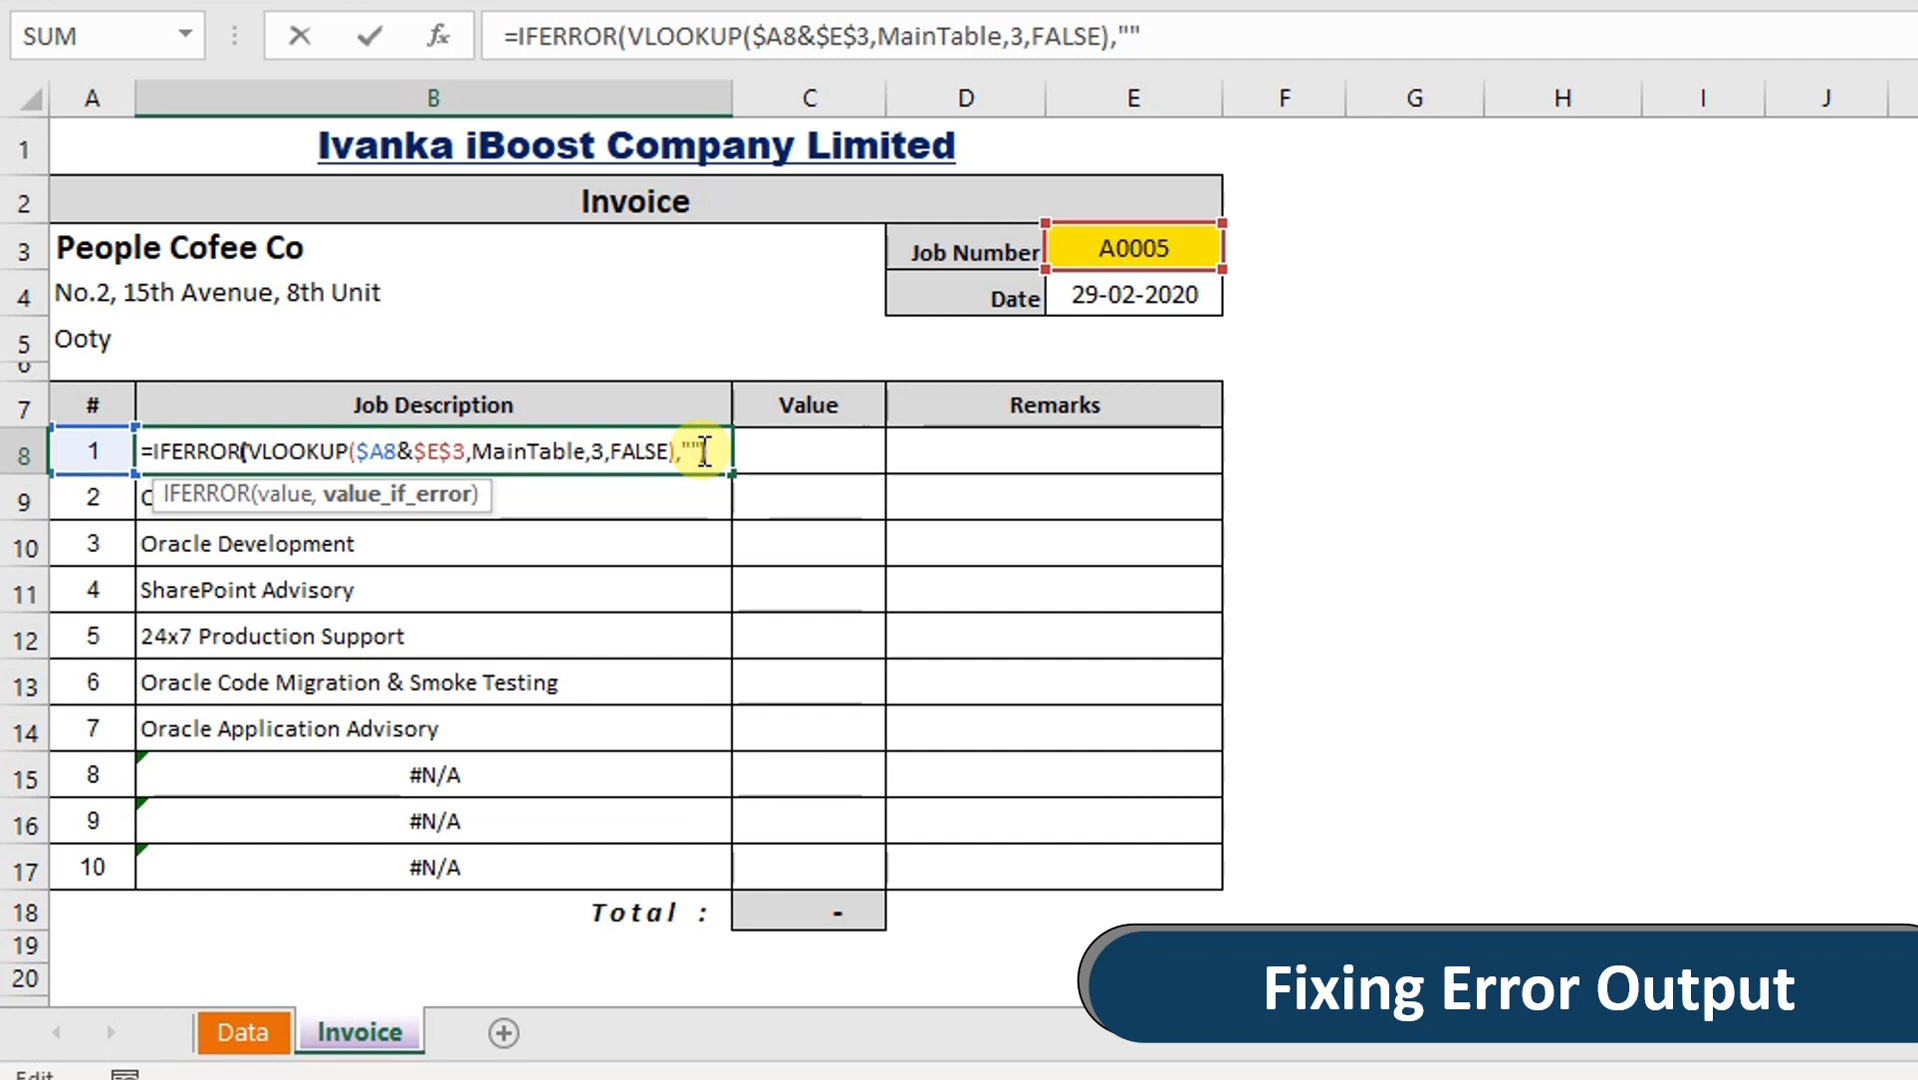 SUM
fx
=IFERROR(VLOOKUP($A8&$E$3,MainTable,3,FALSE),""
A B C D E F G H I J
1 Ivanka iBoost Company Limited
2 Invoice
3 People Cofee Co Job Number A0005
4 No.2, 15th Avenue, 8th Unit Date 29-02-2020
5 Ooty
6
7 # Job Description Value Remarks
8 1 =IFERROR(VLOOKUP($A8&$E$3,MainTable,3,FALSE),"")
9 2 IFERROR(value, value_if_error)
10 3 Oracle Development
11 4 SharePoint Advisory
12 5 24x7 Production Support
13 6 Oracle Code Migration & Smoke Testing
14 7 Oracle Application Advisory
15 8 #N/A
16 9 #N/A
17 10 #N/A
18 Total : -
19
20
Fixing Error Output
Data Invoice
Edit